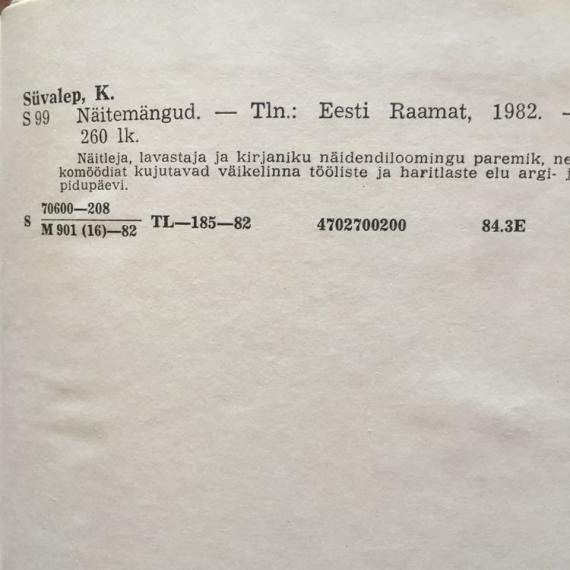 Süvalep, K.
S 99 Näitemängud. — Tln.: Eesti Raamat, 1982. —
260 lk.
Näitleja, lavastaja ja kirjaniku näidendiloomingu paremik,
komöödiat kujutavad väikelinna tööliste ja haritlaste elu argi-
pidupäevi.
S 70600—208
M 901 (16)—82 TL—185—82 4702700200 84.3E